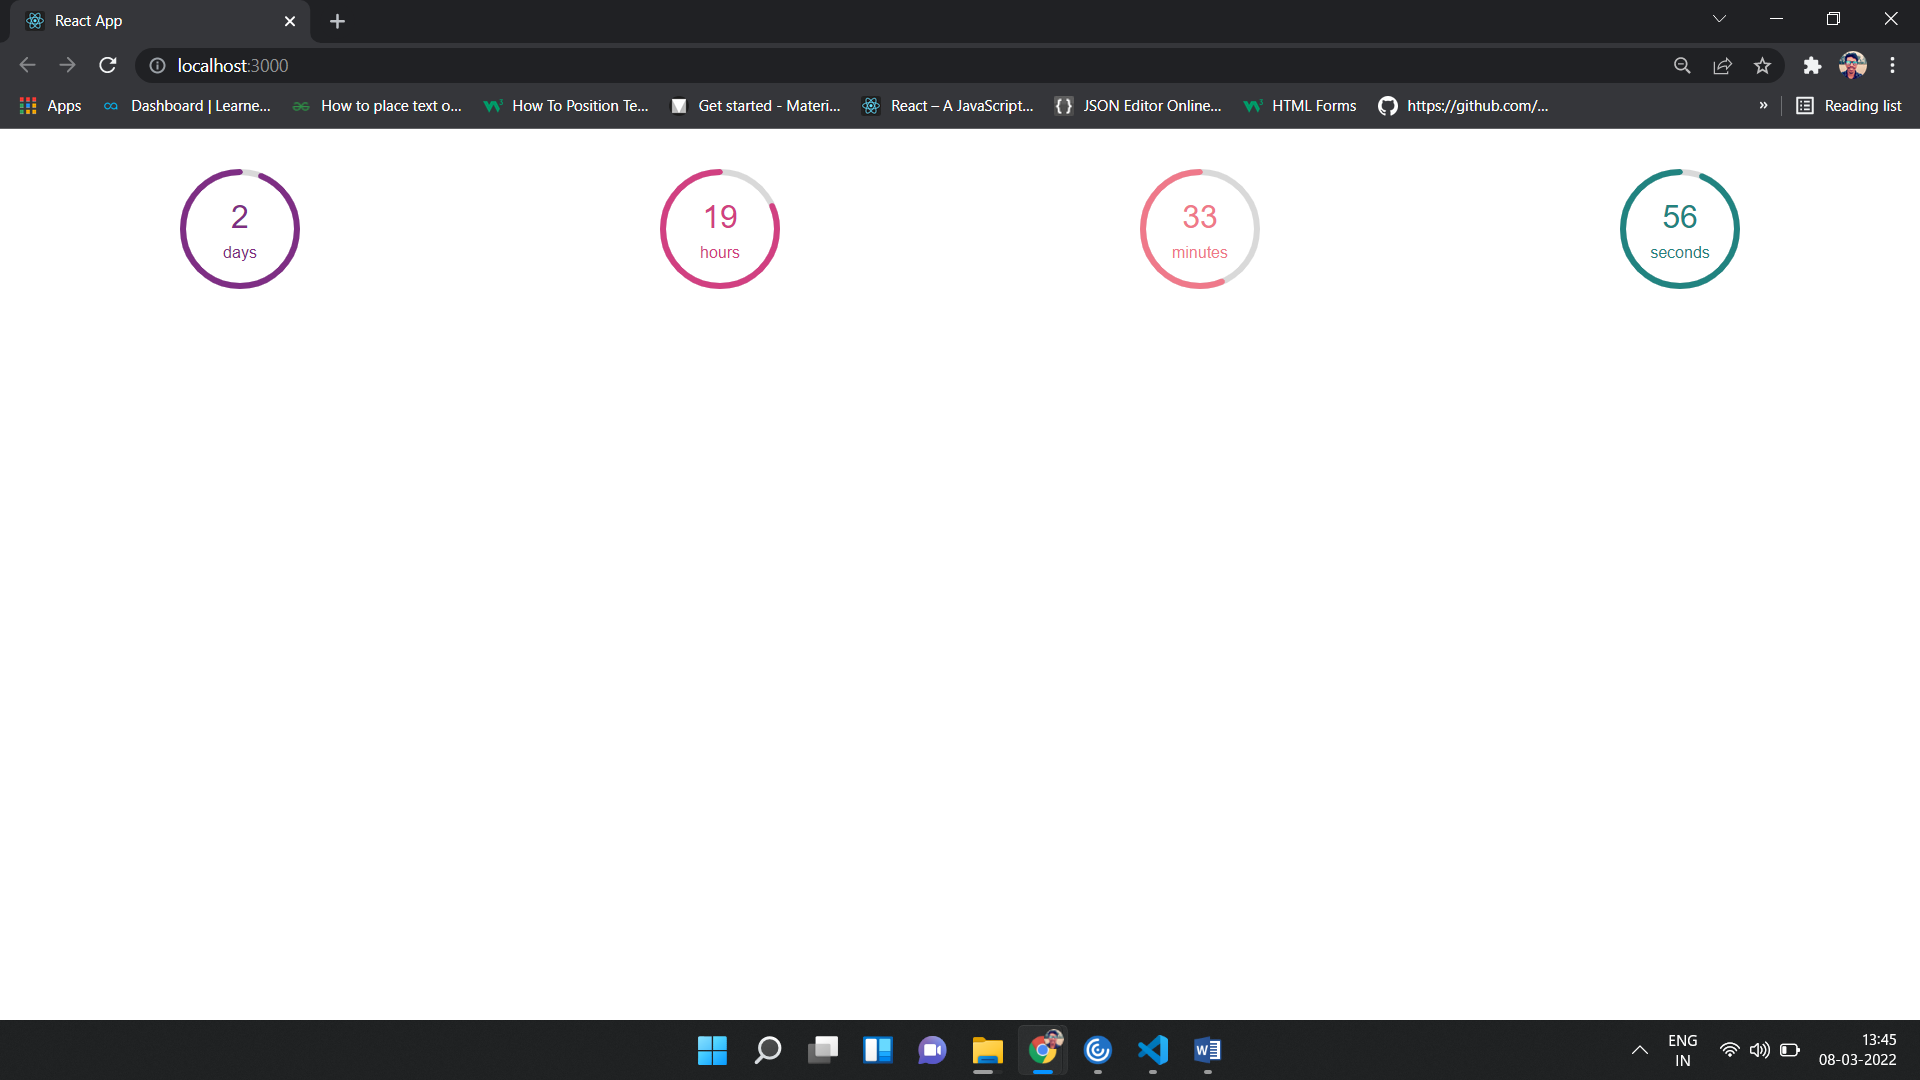 React App
localhost:3000
Apps Dashboard | Learne... How to place text o... How To Position Te... Get started - Materi... React – A JavaScript... JSON Editor Online... HTML Forms https://github.com/... » Reading list
2 19 33 56
days hours minutes seconds
ENG 13:45
IN 08-03-2022